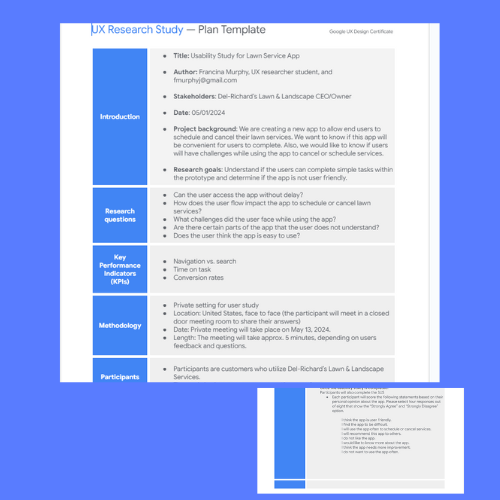 UX Research Study — Plan Template
Google UX Design Certificate
Introduction
● Title: Usability Study for Lawn Service App
● Author: Francina Murphy, UX researcher student, and
fmurphyj@gmail.com
● Stakeholders: Del-Richard's Lawn & Landscape CEO/Owner
● Date: 05/01/2024
● Project background: We are creating a new app to allow end users to
schedule and cancel their lawn services. We want to know if this app will
be convenient for users to complete. Also, we would like to know if users
will have challenges while using the app to cancel or schedule services.
● Research goals: Understand if the users can complete simple tasks within
the prototype and determine if the app is not user friendly.
Research
questions
● Can the user access the app without delay?
● How does the user flow impact the app to schedule or cancel lawn
services?
● What challenges did the user face while using the app?
● Are there certain parts of the app that the user does not understand?
● Does the user think the app is easy to use?
Key
Performance
Indicators
(KPIs)
● Navigation vs. search
● Time on task
● Conversion rates
Methodology
● Private setting for user study
● Location: United States, face to face (the participant will meet in a closed
door meeting room to share their answers)
● Date: Private meeting will take place on May 13, 2024.
● Length: The meeting will take approx. 5 minutes, depending on users
feedback and questions.
Participants
● Participants are customers who utilize Del-Richard's Lawn & Landscape
Services.
Participants will also complete the SUS
● Each participant will score the following statements based on their
personal opinion about the app. Please select four responses out
of eight then show the "Strongly Agree" and "Strongly Disagree"
option.
I think the app is user friendly.
I find the app to be difficult.
I will use the app often to schedule or cancel services.
I will recommend this app to others.
I do not like the app.
I would like to know more about the app.
I think the app needs more improvement.
I do not want to use the app often.